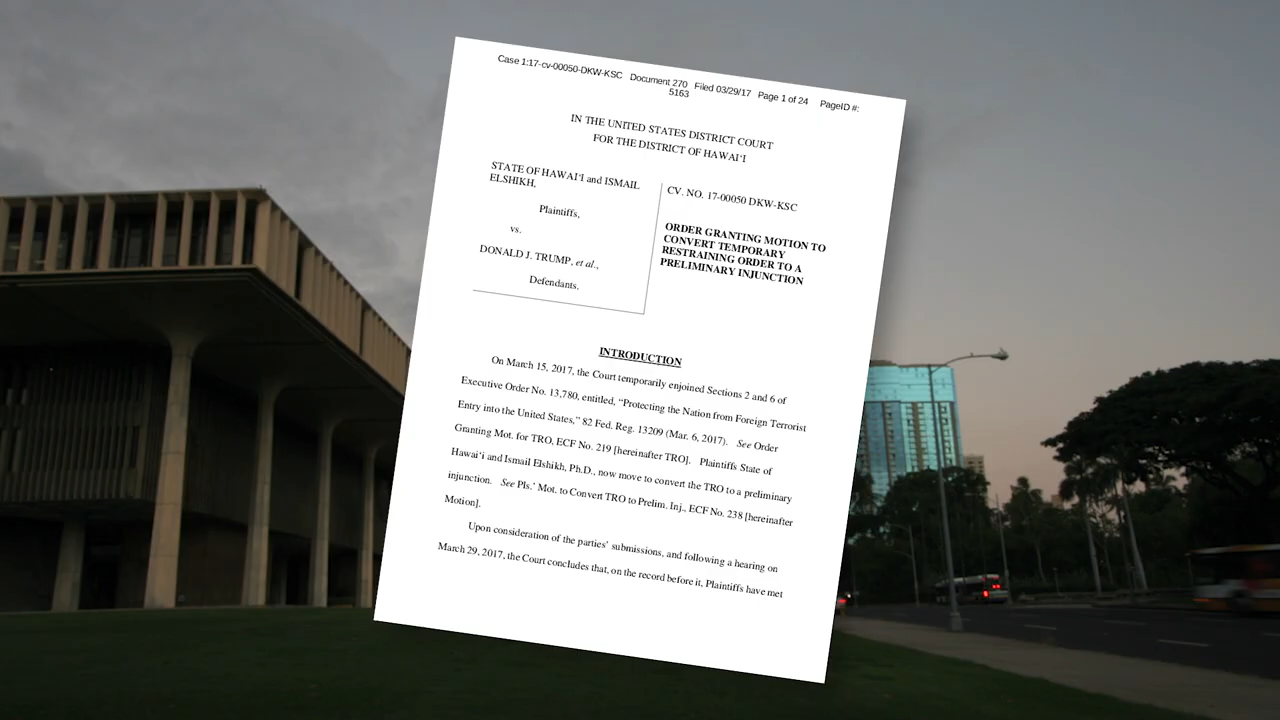 Case 1:17-cv-00050-DKW-KSC Document 270 Filed 03/29/17 Page 1 of 24 PageID #:
5163
IN THE UNITED STATES DISTRICT COURT
FOR THE DISTRICT OF HAWAI‘I
STATE OF HAWAI‘I and ISMAIL
ELSHIKH,
Plaintiffs,
vs.
DONALD J. TRUMP, et al.,
Defendants.
CV. NO. 17-00050 DKW-KSC
ORDER GRANTING MOTION TO
CONVERT TEMPORARY
RESTRAINING ORDER TO A
PRELIMINARY INJUNCTION
INTRODUCTION
On March 15, 2017, the Court temporarily enjoined Sections 2 and 6 of
Executive Order No. 13,780, entitled, “Protecting the Nation from Foreign Terrorist
Entry into the United States,” 82 Fed. Reg. 13209 (Mar. 6, 2017). See Order
Granting Mot. for TRO, ECF No. 219 [hereinafter TRO]. Plaintiffs State of
Hawai‘i and Ismail Elshikh, Ph.D., now move to convert the TRO to a preliminary
injunction. See Pls.’ Mot. to Convert TRO to Prelim. Inj., ECF No. 238 [hereinafter
Motion].
Upon consideration of the parties’ submissions, and following a hearing on
March 29, 2017, the Court concludes that, on the record before it, Plaintiffs have met